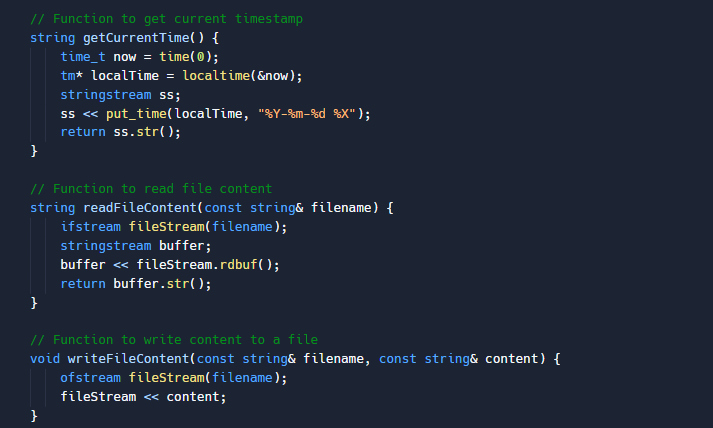 // Function to get current timestamp
string getCurrentTime() {
    time_t now = time(0);
    tm* localTime = localtime(&now);
    stringstream ss;
    ss << put_time(localTime, "%Y-%m-%d %X");
    return ss.str();
}

// Function to read file content
string readFileContent(const string& filename) {
    ifstream fileStream(filename);
    stringstream buffer;
    buffer << fileStream.rdbuf();
    return buffer.str();
}

// Function to write content to a file
void writeFileContent(const string& filename, const string& content) {
    ofstream fileStream(filename);
    fileStream << content;
}